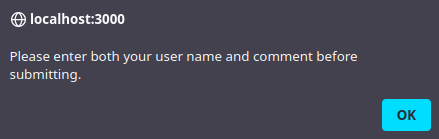 localhost:3000
Please enter both your user name and comment before
submitting.
OK